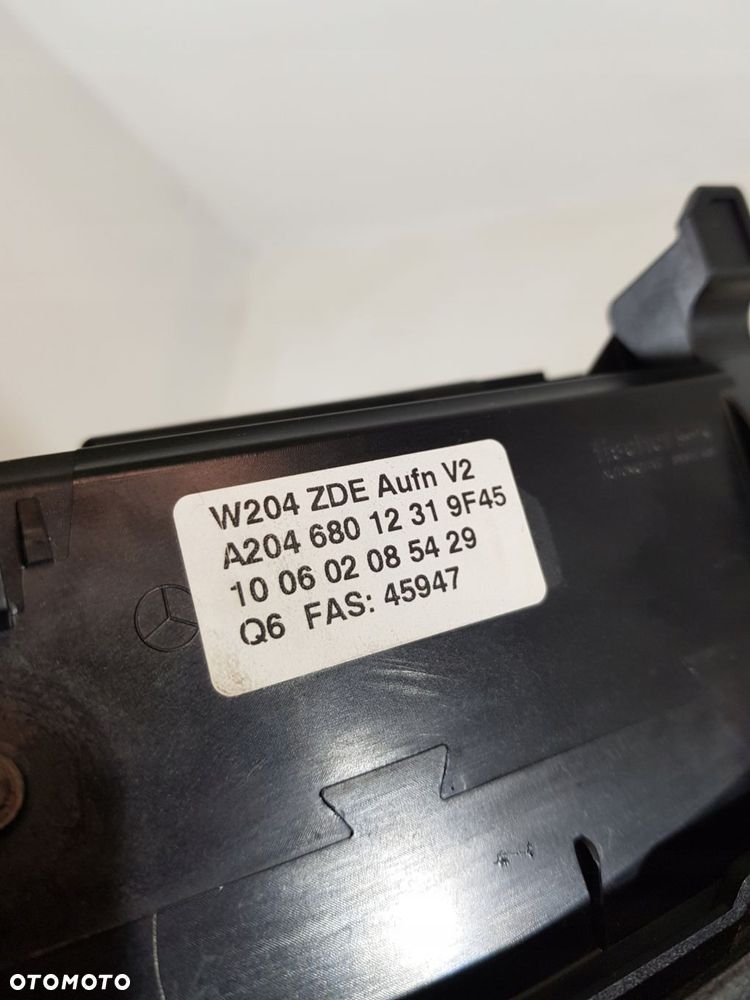 W204 ZDE Aufn V2
A204 680 12 31 9F45
10 06 02 08 54 29
Q6 FAS: 45947
OTOMOTO